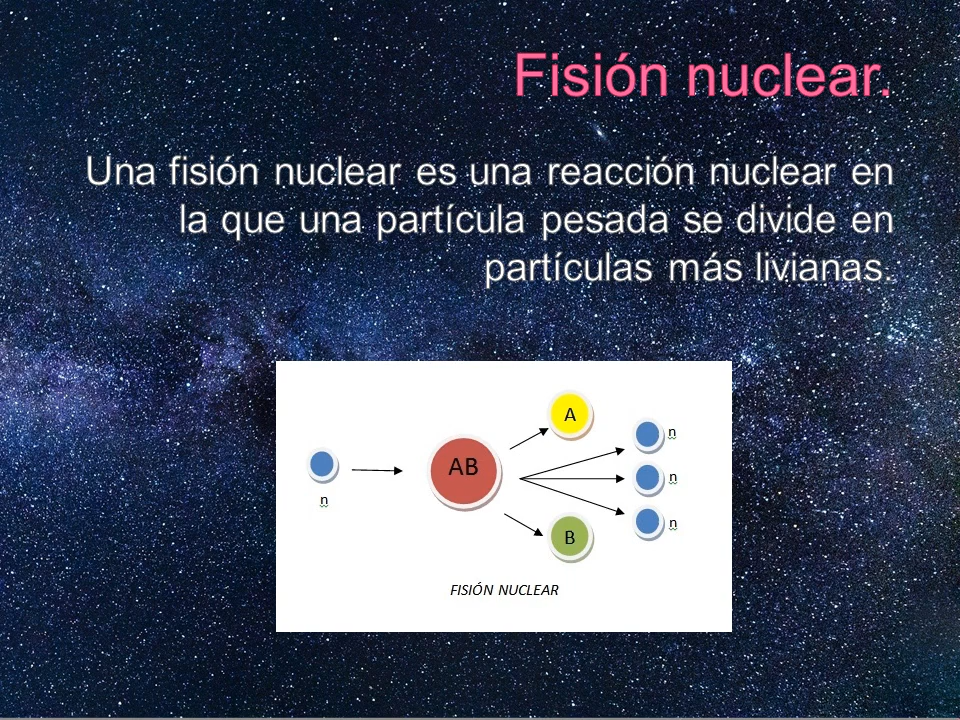 Fisión nuclear.
Una fisión nuclear es una reacción nuclear en
la que una partícula pesada se divide en
partículas más livianas.
A
n
AB
n
n
n
B
FISIÓN NUCLEAR